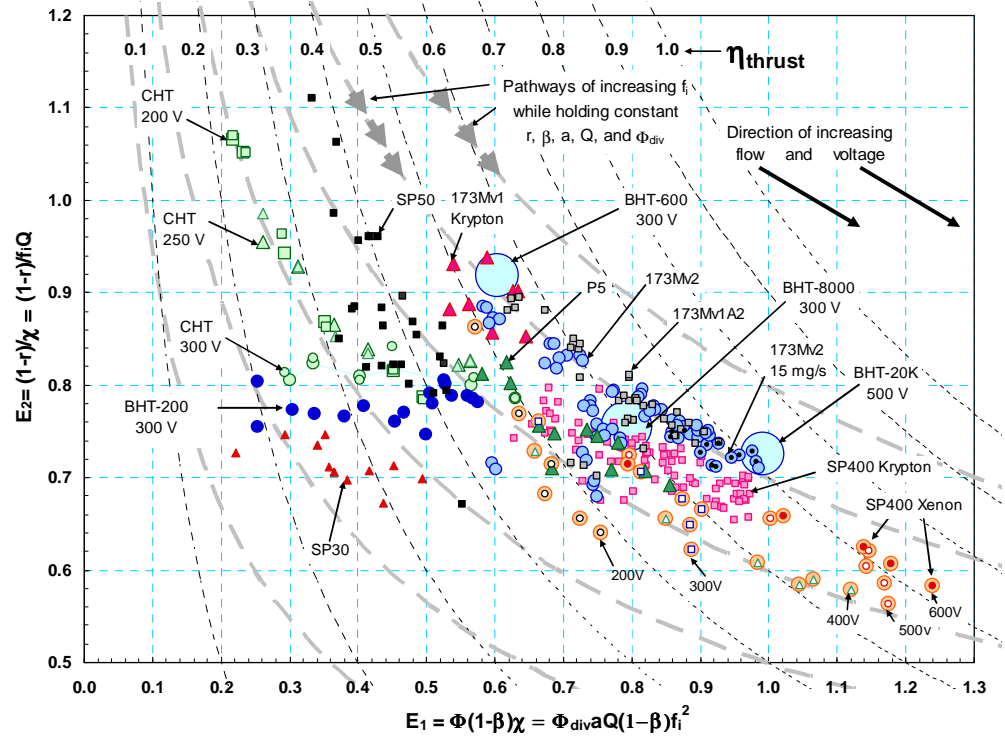 1.2
1.1
1.0
0.9
0.8
0.7
0.6
0.5
0.1 0.2 0.3 0.4 0.5 0.6 0.7 0.8 0.9 1.0 ηthrust
CHT
200 V
Pathways of increasing fi
while holding constant
r, β, a, Q, and Φdiv
Direction of increasing
flow and voltage
SP50
173Mv1
Krypton
BHT-600
300 V
CHT
250 V
P5
173Mv2
173Mv1A2
BHT-8000
300 V
173Mv2
15 mg/s
BHT-20K
500 V
CHT
300 V
BHT-200
300 V
SP30
SP400 Krypton
SP400 Xenon
200V
300V
400V
500V
600V
E2= (1-r)/χ = (1-r)/fiQ
0.0 0.1 0.2 0.3 0.4 0.5 0.6 0.7 0.8 0.9 1.0 1.1 1.2 1.3
E1 = Φ(1-β)χ = ΦdivaQ(1−β)fi²